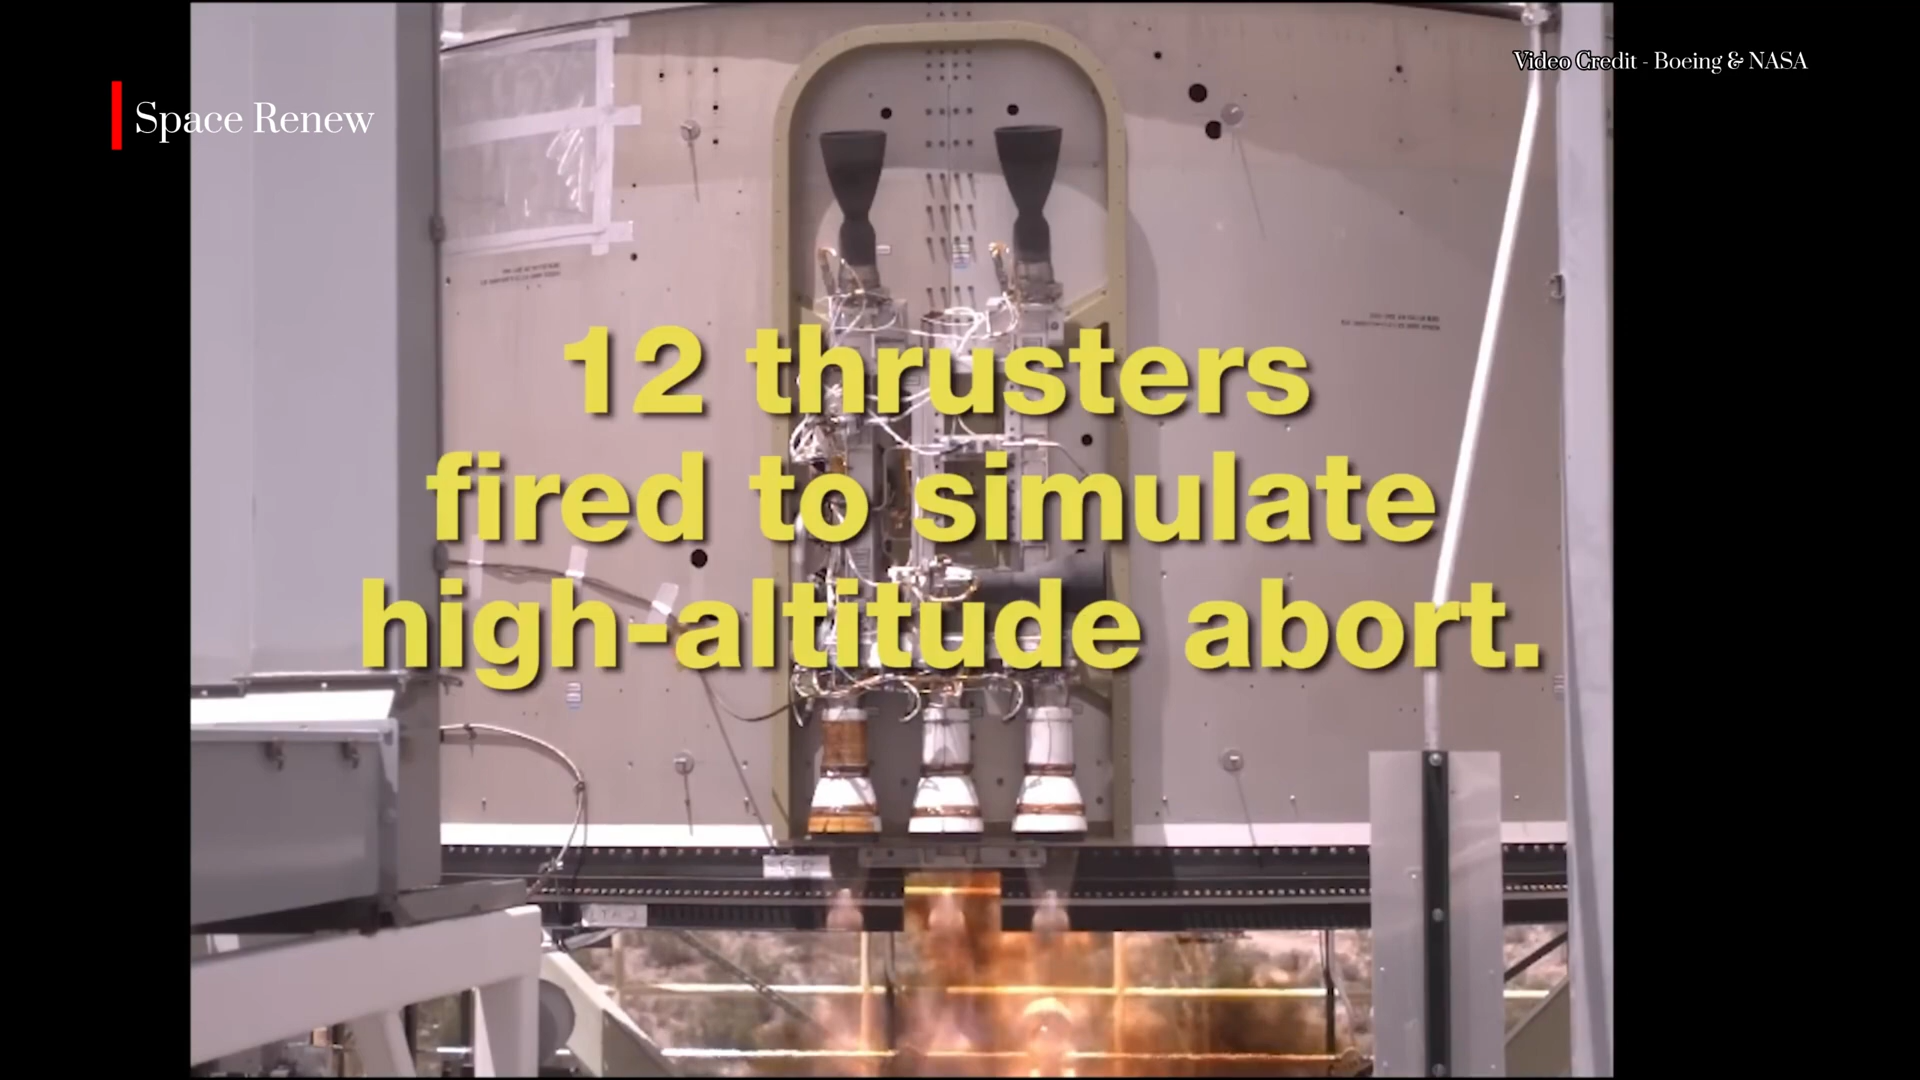 Video Credit - Boeing & NASA
Space Renew
12 thrusters
fired to simulate
high-altitude abort.